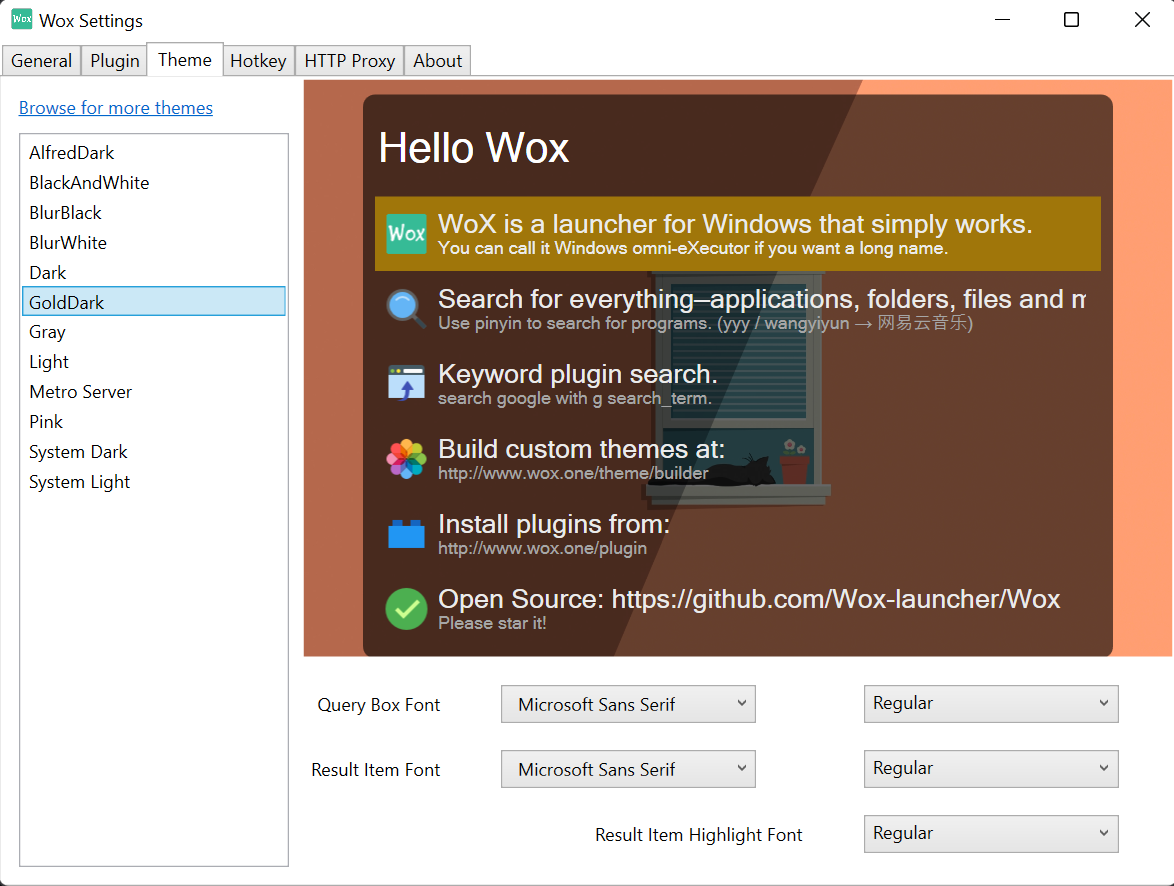 Wox Wox Settings
General Plugin Theme Hotkey HTTP Proxy About
Browse for more themes
AlfredDark
BlackAndWhite
BlurBlack
BlurWhite
Dark
GoldDark
Gray
Light
Metro Server
Pink
System Dark
System Light
Hello Wox
Wox
WoX is a launcher for Windows that simply works.
You can call it Windows omni-eXecutor if you want a long name.
Search for everything—applications, folders, files and m
Use pinyin to search for programs. (yyy / wangyiyun → 网易云音乐)
Keyword plugin search.
search google with g search_term.
Build custom themes at:
http://www.wox.one/theme/builder
Install plugins from:
http://www.wox.one/plugin
Open Source: https://github.com/Wox-launcher/Wox
Please star it!
Query Box Font Microsoft Sans Serif Regular
Result Item Font Microsoft Sans Serif Regular
Result Item Highlight Font Regular